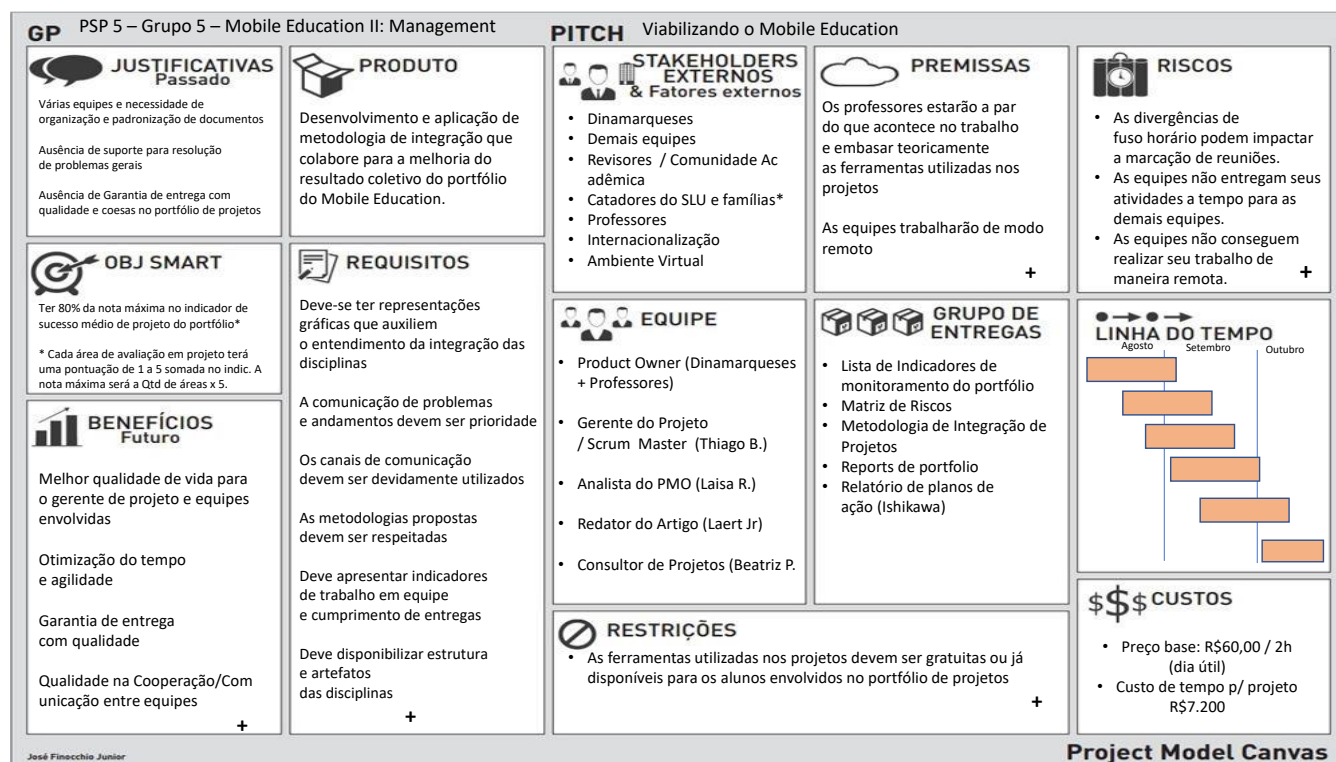 GP PSP 5 – Grupo 5 – Mobile Education II: Management
PITCH Viabilizando o Mobile Education
JUSTIFICATIVAS
Passado
Várias equipes e necessidade de
organização e padronização de documentos
Ausência de suporte para resolução
de problemas gerais
Ausência de Garantia de entrega com
qualidade e coesas no portfólio de projetos
OBJ SMART
Ter 80% da nota máxima no indicador de
sucesso médio de projeto do portfólio*
* Cada área de avaliação em projeto terá
uma pontuação de 1 a 5 somada no indic. A
nota máxima será a Qtd de áreas x 5.
BENEFÍCIOS
Futuro
Melhor qualidade de vida para
o gerente de projeto e equipes
envolvidas
Otimização do tempo
e agilidade
Garantia de entrega
com qualidade
Qualidade na Cooperação/Com
unicação entre equipes
+
PRODUTO
Desenvolvimento e aplicação de
metodologia de integração que
colabore para a melhoria do
resultado coletivo do portfólio
do Mobile Education.
REQUISITOS
Deve-se ter representações
gráficas que auxiliem
o entendimento da integração das
disciplinas
A comunicação de problemas
e andamentos devem ser prioridade
Os canais de comunicação
devem ser devidamente utilizados
As metodologias propostas
devem ser respeitadas
Deve apresentar indicadores
de trabalho em equipe
e cumprimento de entregas
Deve disponibilizar estrutura
e artefatos
das disciplinas
+
STAKEHOLDERS
EXTERNOS
& Fatores externos
• Dinamarqueses
• Demais equipes
• Revisores / Comunidade Ac
adêmica
• Catadores do SLU e famílias*
• Professores
• Internacionalização
• Ambiente Virtual
EQUIPE
• Product Owner (Dinamarqueses
+ Professores)
• Gerente do Projeto
/ Scrum Master (Thiago B.)
• Analista do PMO (Laisa R.)
• Redator do Artigo (Laert Jr)
• Consultor de Projetos (Beatriz P.
PREMISSAS
Os professores estarão a par
do que acontece no trabalho
e embasar teoricamente
as ferramentas utilizadas nos
projetos
As equipes trabalharão de modo
remoto
+
GRUPO DE
ENTREGAS
• Lista de Indicadores de
monitoramento do portfólio
• Matriz de Riscos
• Metodologia de Integração de
Projetos
• Reports de portfolio
• Relatório de planos de
ação (Ishikawa)
RESTRIÇÕES
• As ferramentas utilizadas nos projetos devem ser gratuitas ou já
disponíveis para os alunos envolvidos no portfólio de projetos
+
RISCOS
• As divergências de
fuso horário podem impactar
a marcação de reuniões.
• As equipes não entregam seus
atividades a tempo para as
demais equipes.
• As equipes não conseguem
realizar seu trabalho de
maneira remota.
+
LINHA DO TEMPO
Agosto Setembro Outubro
$$$ CUSTOS
• Preço base: R$60,00 / 2h
(dia útil)
• Custo de tempo p/ projeto
R$7.200
José Finocchio Junior
Project Model Canvas